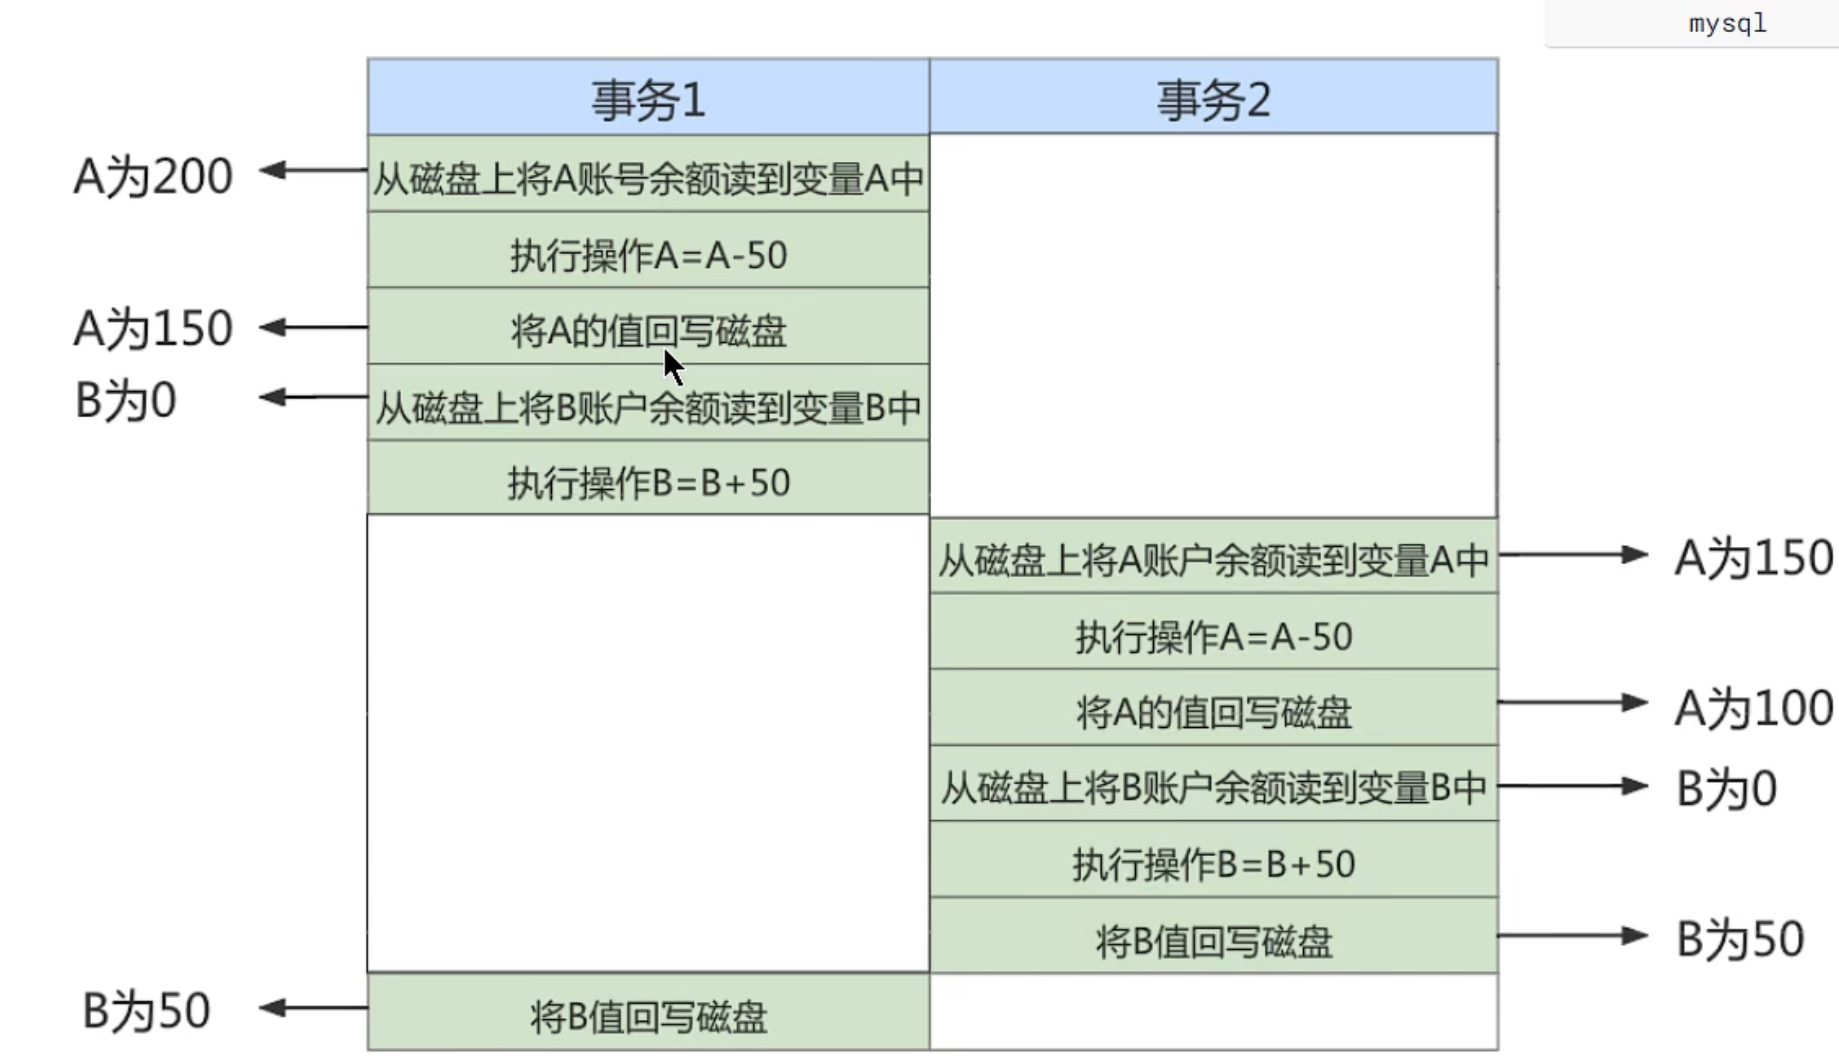 mysql
事务1
事务2
A为200
从磁盘上将A账号余额读到变量A中
执行操作A=A-50
A为150
将A的值回写磁盘
B为0
从磁盘上将B账户余额读到变量B中
执行操作B=B+50
从磁盘上将A账户余额读到变量A中
A为150
执行操作A=A-50
将A的值回写磁盘
A为100
从磁盘上将B账户余额读到变量B中
B为0
执行操作B=B+50
将B值回写磁盘
B为50
B为50
将B值回写磁盘